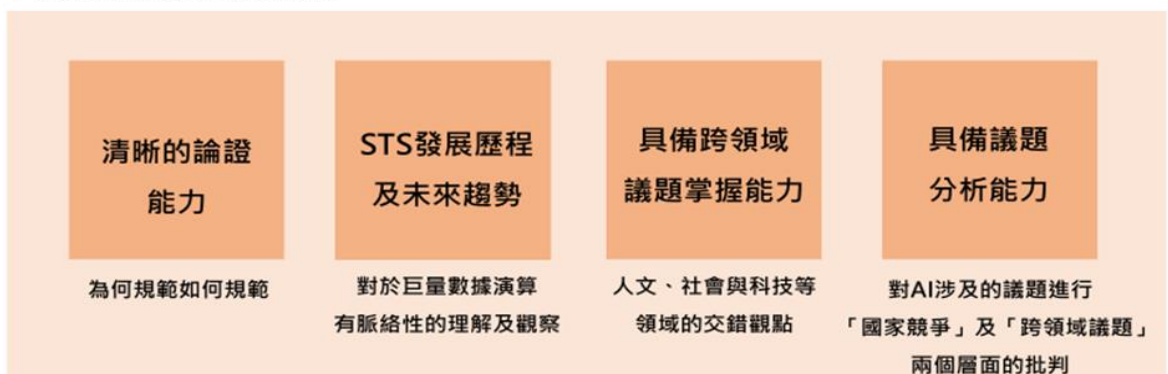 清晰的論證
能力
為何規範如何規範
STS發展歷程
及未來趨勢
對於巨量數據演算
有脈絡性的理解及觀察
具備跨領域
議題掌握能力
人文、社會與科技等
領域的交錯觀點
具備議題
分析能力
對AI涉及的議題進行
「國家競爭」及「跨領域議題」
兩個層面的批判